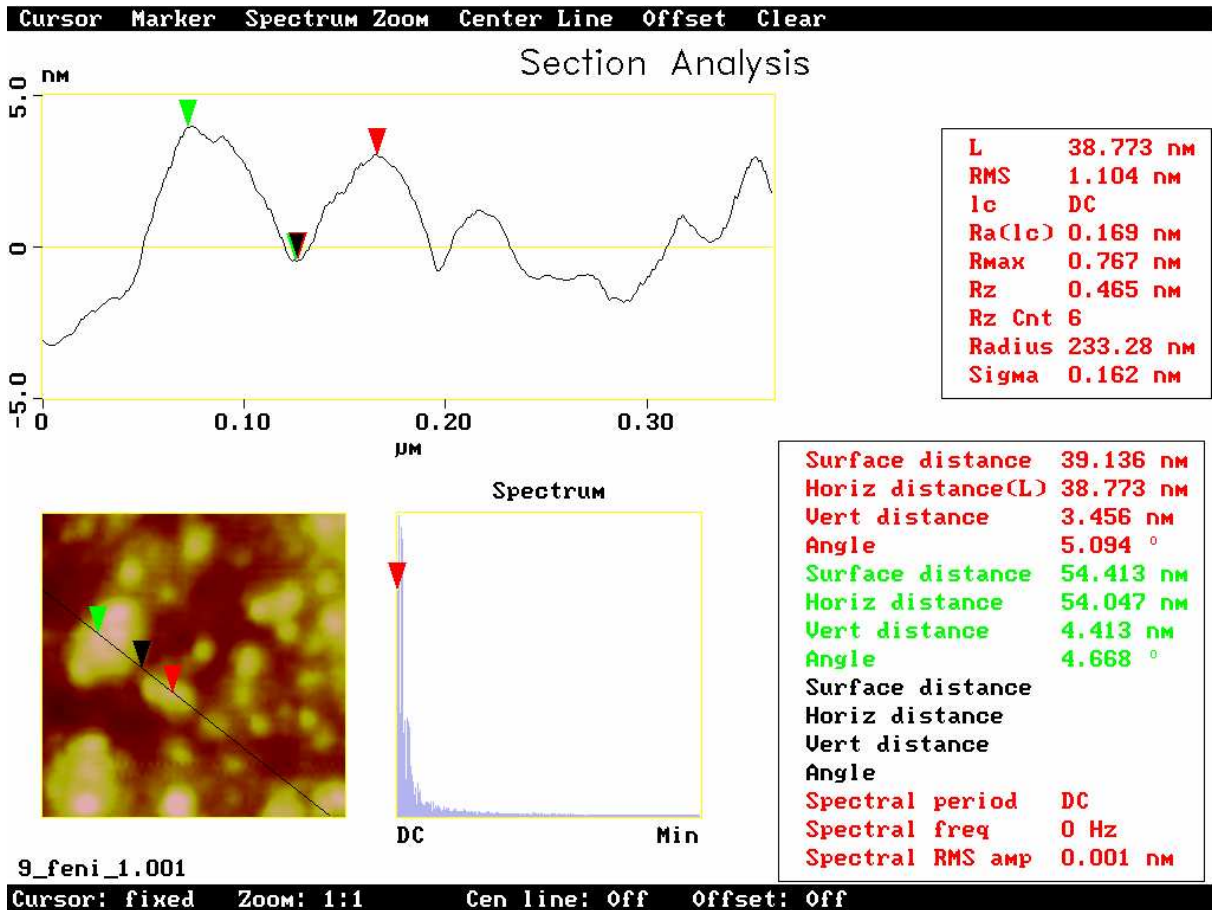 Cursor Marker Spectrum Zoom Center Line Offset Clear
Section Analysis
nM
5.0
0
-5.0
0 0.10 0.20 0.30
µM
L 38.773 nM
RMS 1.104 nM
lc DC
Ra(lc) 0.169 nM
Rmax 0.767 nM
Rz 0.465 nM
Rz Cnt 6
Radius 233.28 nM
Sigma 0.162 nM
Surface distance 39.136 nM
Horiz distance(L) 38.773 nM
Vert distance 3.456 nM
Angle 5.094 °
Surface distance 54.413 nM
Horiz distance 54.047 nM
Vert distance 4.413 nM
Angle 4.668 °
Surface distance
Horiz distance
Vert distance
Angle
Spectral period DC
Spectral freq 0 Hz
Spectral RMS amp 0.001 nM
Spectrum
DC Min
9_feni_1.001
Cursor: fixed Zoom: 1:1 Cen line: Off Offset: Off